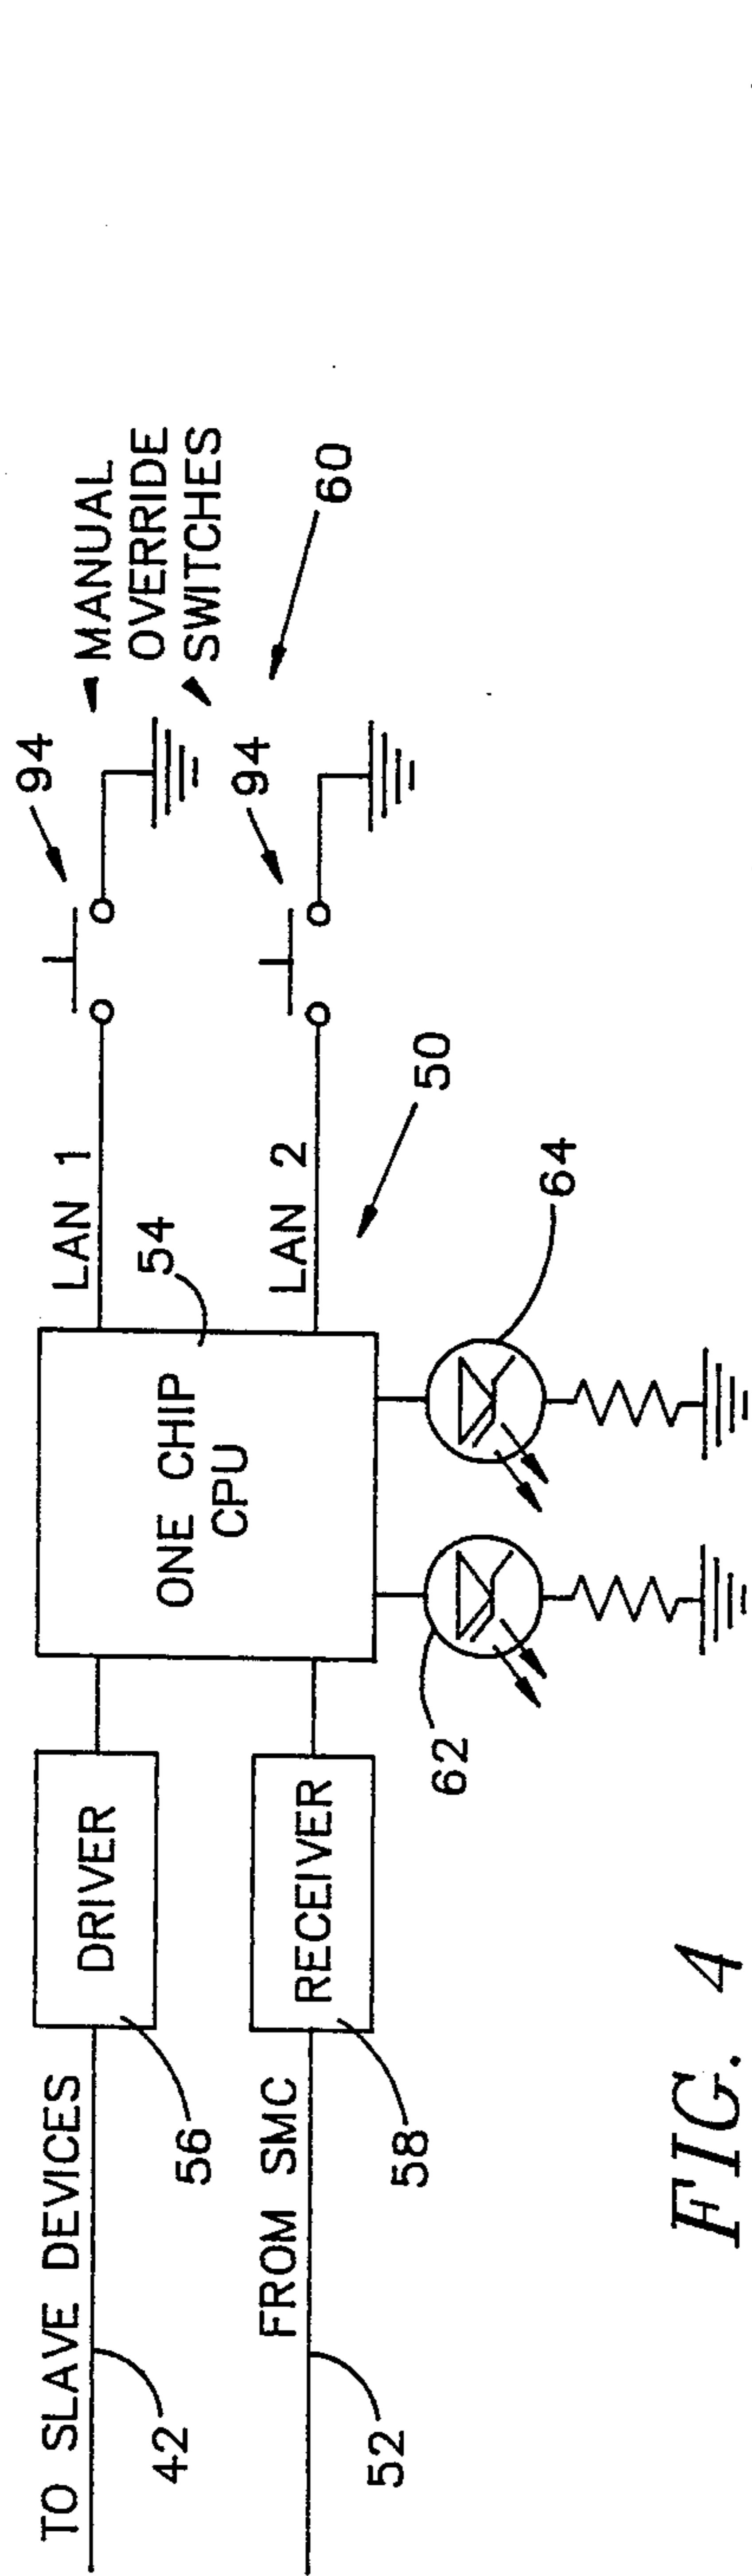 TO SLAVE DEVICES
42
56
DRIVER
FROM SMC
52
58
RECEIVER
ONE CHIP
CPU
54
62
64
50
LAN 1
LAN 2
94
94
MANUAL
OVERRIDE
SWITCHES
60
FIG. 4